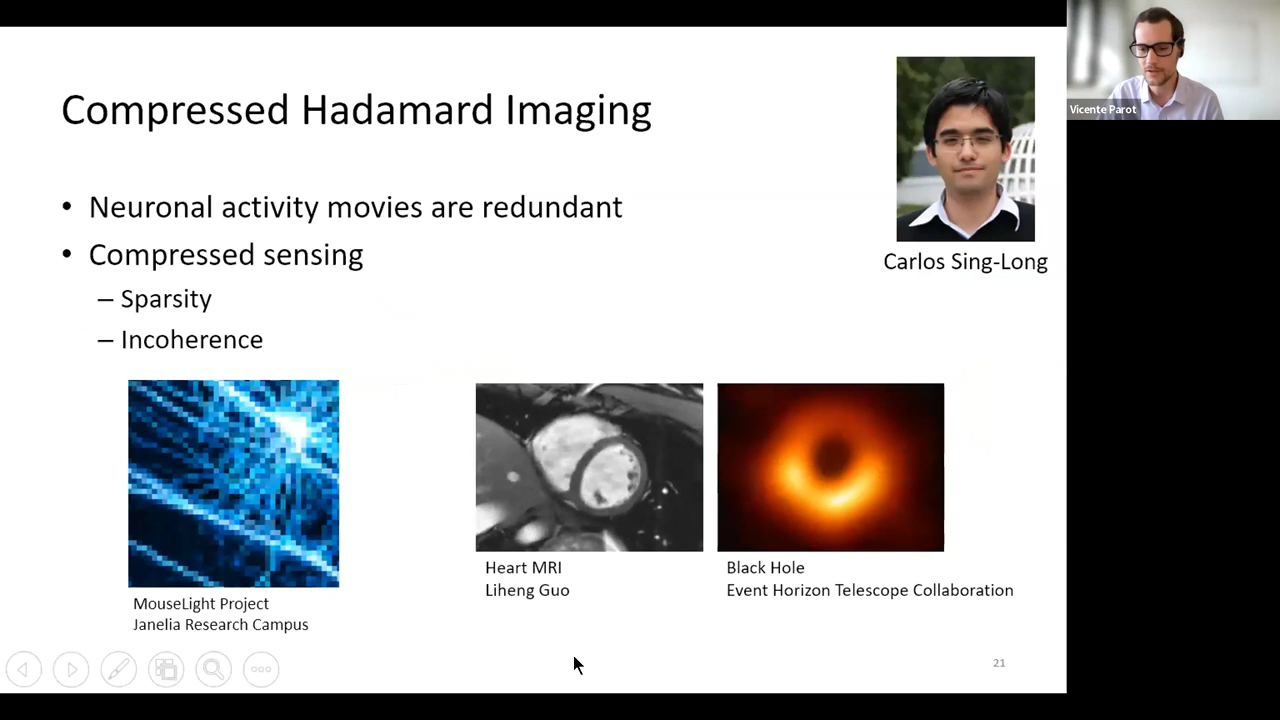 Compressed Hadamard Imaging
Vicente Parot
• Neuronal activity movies are redundant
• Compressed sensing
– Sparsity
– Incoherence
Carlos Sing-Long
MouseLight Project
Janelia Research Campus
Heart MRI
Liheng Guo
Black Hole
Event Horizon Telescope Collaboration
21